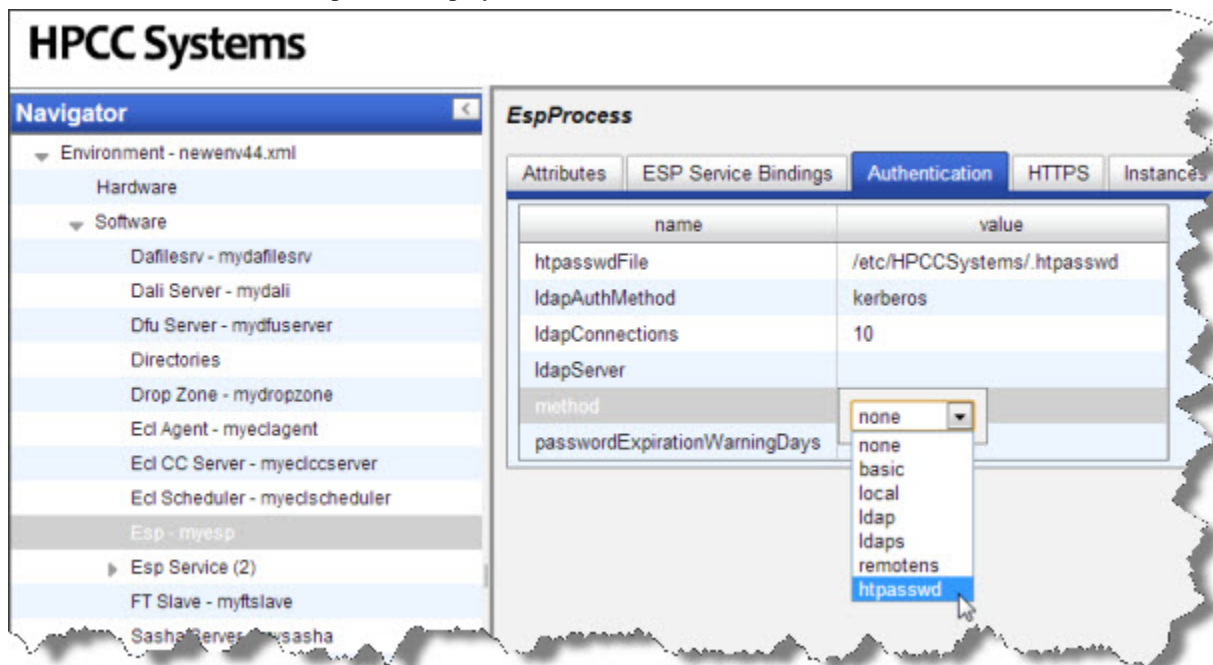 HPCC Systems
Navigator
Environment - newenv44.xml
Hardware
Software
Dafilesrv - mydafilesrv
Dali Server - mydali
Dfu Server - mydfuserver
Directories
Drop Zone - mydropzone
Ecl Agent - myeclagent
Ecl CC Server - myeclccserver
Ecl Scheduler - myeclscheduler
Esp - myesp
Esp Service (2)
FT Slave - myftslave
Sasha Server - mysasha
EspProcess
Attributes ESP Service Bindings Authentication HTTPS Instances
name value
htpasswdFile /etc/HPCCSystems/.htpasswd
ldapAuthMethod kerberos
ldapConnections 10
ldapServer
method none
passwordExpirationWarningDays
none
basic
local
ldap
ldaps
remotens
htpasswd